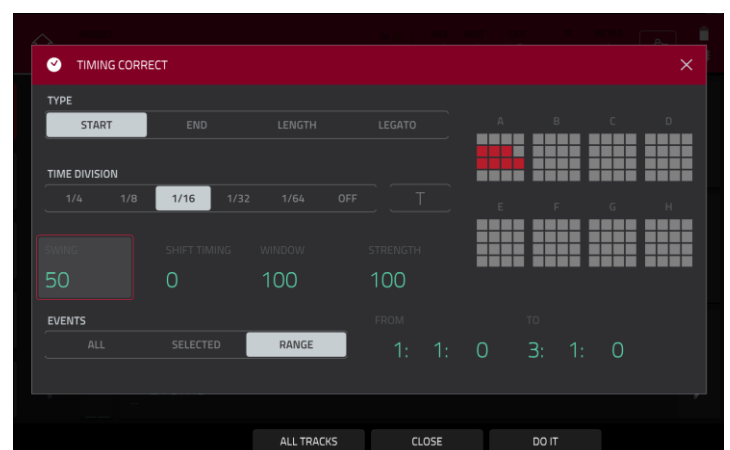 TIMING CORRECT
TYPE
START END LENGTH LEGATO
A B C D
TIME DIVISION
1/4 1/8 1/16 1/32 1/64 OFF T
E F G H
SWING SHIFT TIMING WINDOW STRENGTH
50 0 100 100
EVENTS FROM TO
ALL SELECTED RANGE
1: 1: 0 3: 1: 0
ALL TRACKS CLOSE DO IT